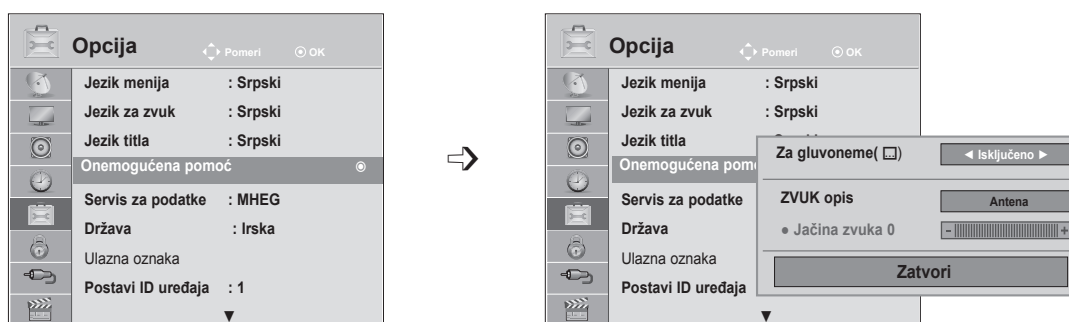 Opcija Pomeri OK
Jezik menija : Srpski
Jezik za zvuk : Srpski
Jezik titla : Srpski
Onemogućena pomoć
Servis za podatke : MHEG
Država : Irska
Ulazna oznaka
Postavi ID uređaja : 1
Opcija Pomeri OK
Jezik menija : Srpski
Jezik za zvuk : Srpski
Jezik titla
Onemogućena pomo
Servis za podatke
Država
Ulazna oznaka
Postavi ID uređaja
Za gluvoneme( ) ◄ Isključeno ►
ZVUK opis Antena
● Jačina zvuka 0 - +
Zatvori